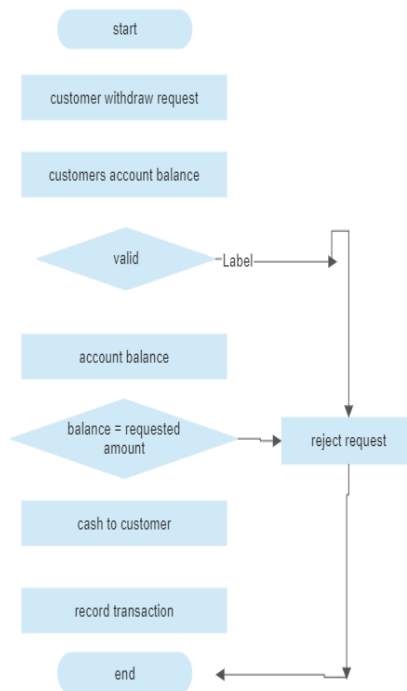 start
customer withdraw request
customers account balance
valid
Label
account balance
balance = requested
amount
reject request
cash to customer
record transaction
end